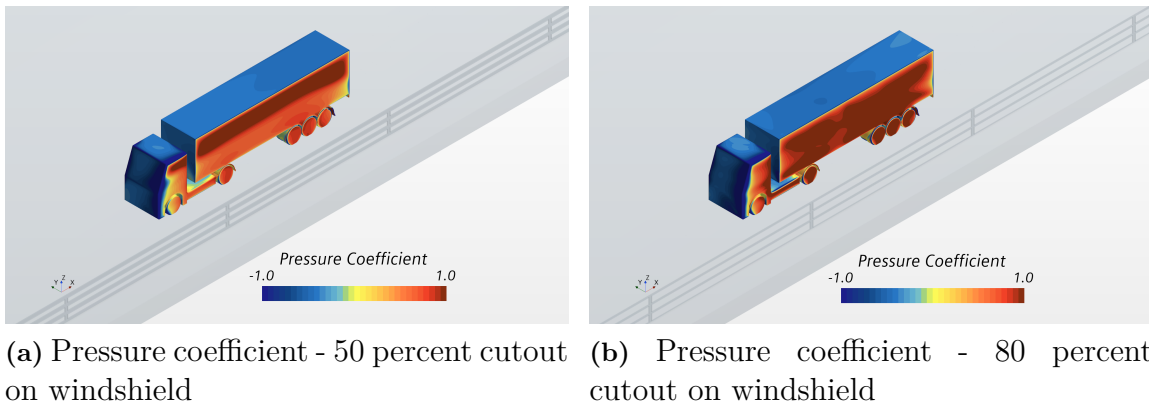 Pressure Coefficient
-1.0 1.0
Y Z X
Pressure Coefficient
-1.0 1.0
Y Z X
(a) Pressure coefficient - 50 percent cutout
on windshield
(b) Pressure coefficient - 80 percent
cutout on windshield